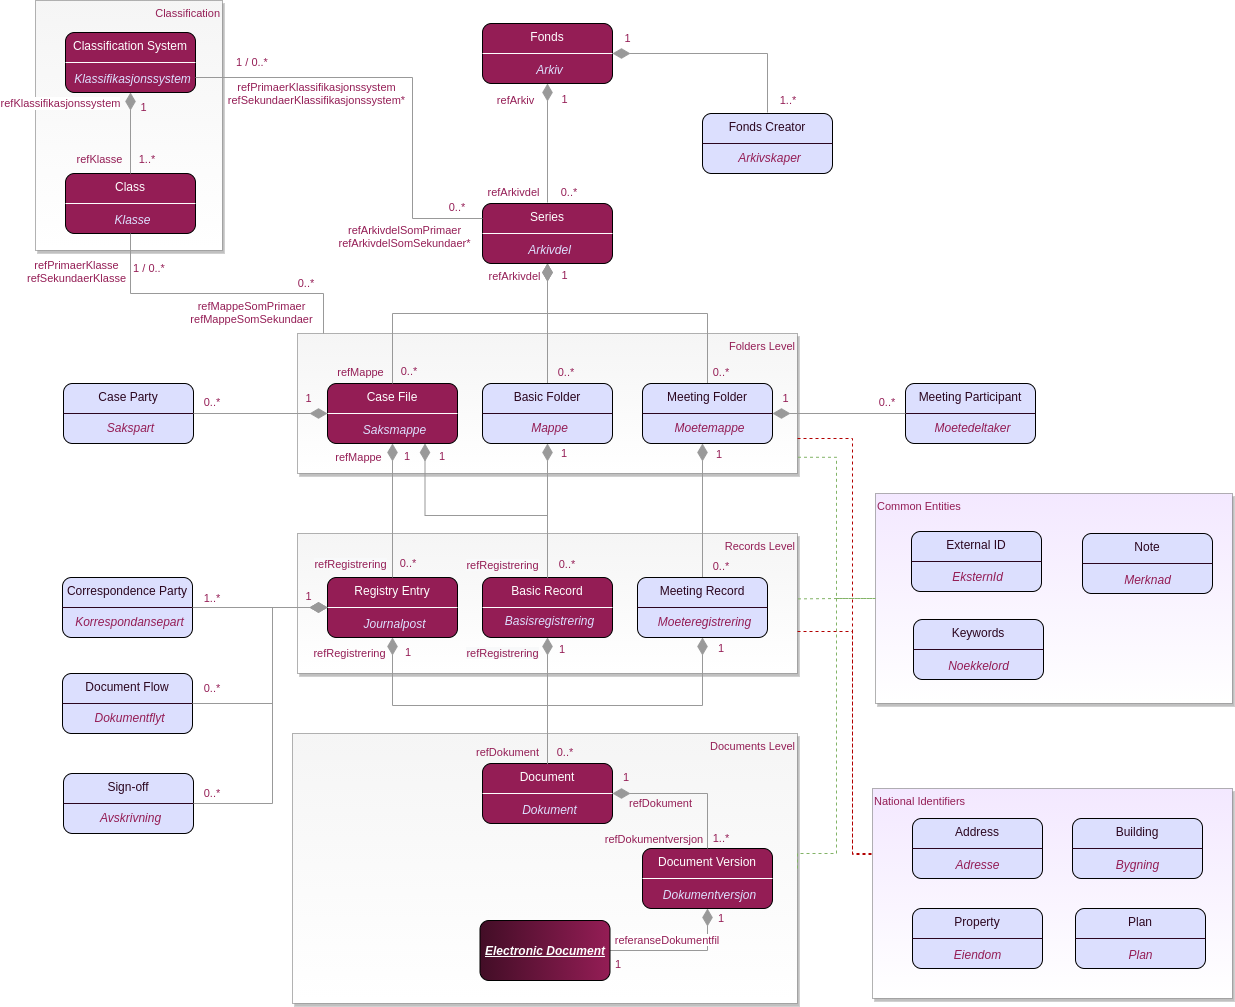 Classification
Classification System
Klassifikasjonssystem
refKlassifikasjonssystem
1
refKlasse
1..*
Class
Klasse
refPrimaerKlasse
refSekundaerKlasse
1 / 0..*
0..*
refMappeSomPrimaer
refMappeSomSekundaer
1 / 0..*
refPrimaerKlassifikasjonssystem
refSekundaerKlassifikasjonssystem*
0..*
refArkivdelSomPrimaer
refArkivdelSomSekundaer*
Fonds
Arkiv
1
refArkiv
1
1..*
Fonds Creator
Arkivskaper
refArkivdel
0..*
Series
Arkivdel
refArkivdel
1
Folders Level
refMappe
0..*
0..*
0..*
Case Party
Sakspart
0..*
1
Case File
Saksmappe
Basic Folder
Mappe
Meeting Folder
Moetemappe
1
0..*
Meeting Participant
Moetedeltaker
refMappe
1
1
1
1
Records Level
refRegistrering
0..*
refRegistrering
0..*
0..*
Correspondence Party
Korrespondansepart
1..*
1
Registry Entry
Journalpost
Basic Record
Basisregistrering
Meeting Record
Moeteregistrering
refRegistrering
1
refRegistrering
1
1
Document Flow
Dokumentflyt
0..*
Sign-off
Avskrivning
0..*
Documents Level
refDokument
0..*
Document
Dokument
1
refDokument
refDokumentversjon
1..*
Document Version
Dokumentversjon
1
referanseDokumentfil
1
Electronic Document
Common Entities
External ID
EksternId
Note
Merknad
Keywords
Noekkelord
National Identifiers
Address
Adresse
Building
Bygning
Property
Eiendom
Plan
Plan